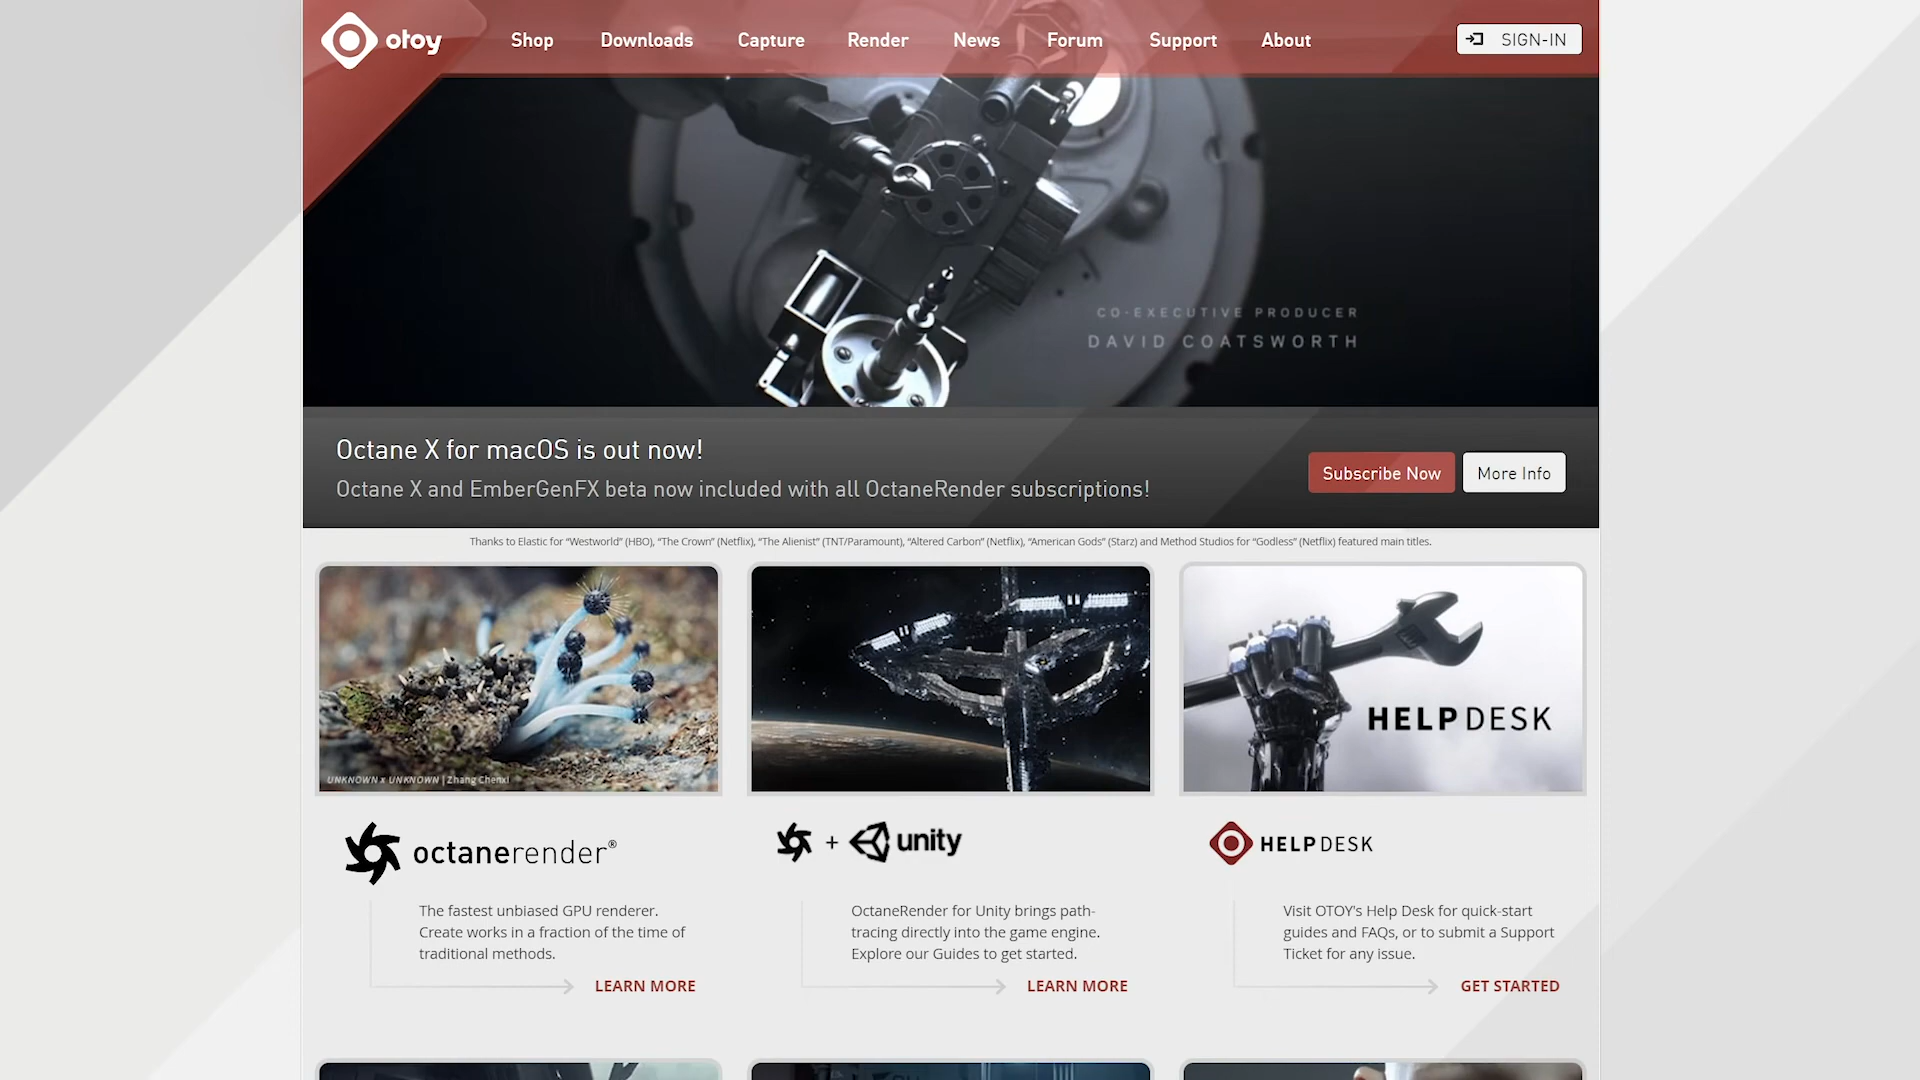 otoy
Shop Downloads Capture Render News Forum Support About
SIGN-IN
CO-EXECUTIVE PRODUCER
DAVID COATSWORTH
Octane X for macOS is out now!
Octane X and EmberGenFX beta now included with all OctaneRender subscriptions!
Subscribe Now
More Info
Thanks to Elastic for “Westworld” (HBO), “The Crown” (Netflix), “The Alienist” (TNT/Paramount), “Altered Carbon” (Netflix), “American Gods” (Starz) and Method Studios for “Godless” (Netflix) featured main titles.
UNKNOWN x UNKNOWN | Zhang Chenxi
HELPDESK
octanerender®
The fastest unbiased GPU renderer.
Create works in a fraction of the time of
traditional methods.
LEARN MORE
+ unity
OctaneRender for Unity brings path-
tracing directly into the game engine.
Explore our Guides to get started.
LEARN MORE
HELPDESK
Visit OTOY's Help Desk for quick-start
guides and FAQs, or to submit a Support
Ticket for any issue.
GET STARTED